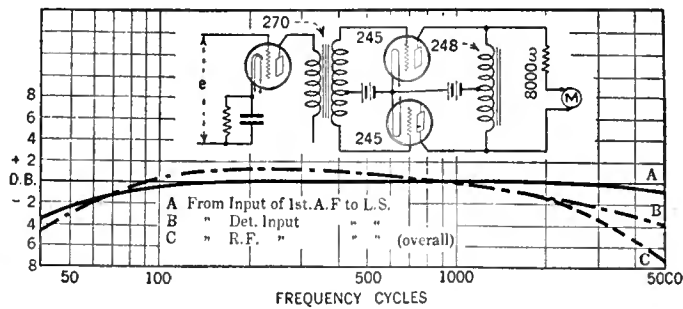 270
245
248
e
8000ω
M
245
8
6
4
+ 2
D.B.
- 2
4
6
8
A From Input of 1st. A.F to L.S.
B " Det. Input " "
C " R.F. " " " (overall)
A
B
C
50 100 500 1000 5000
FREQUENCY CYCLES